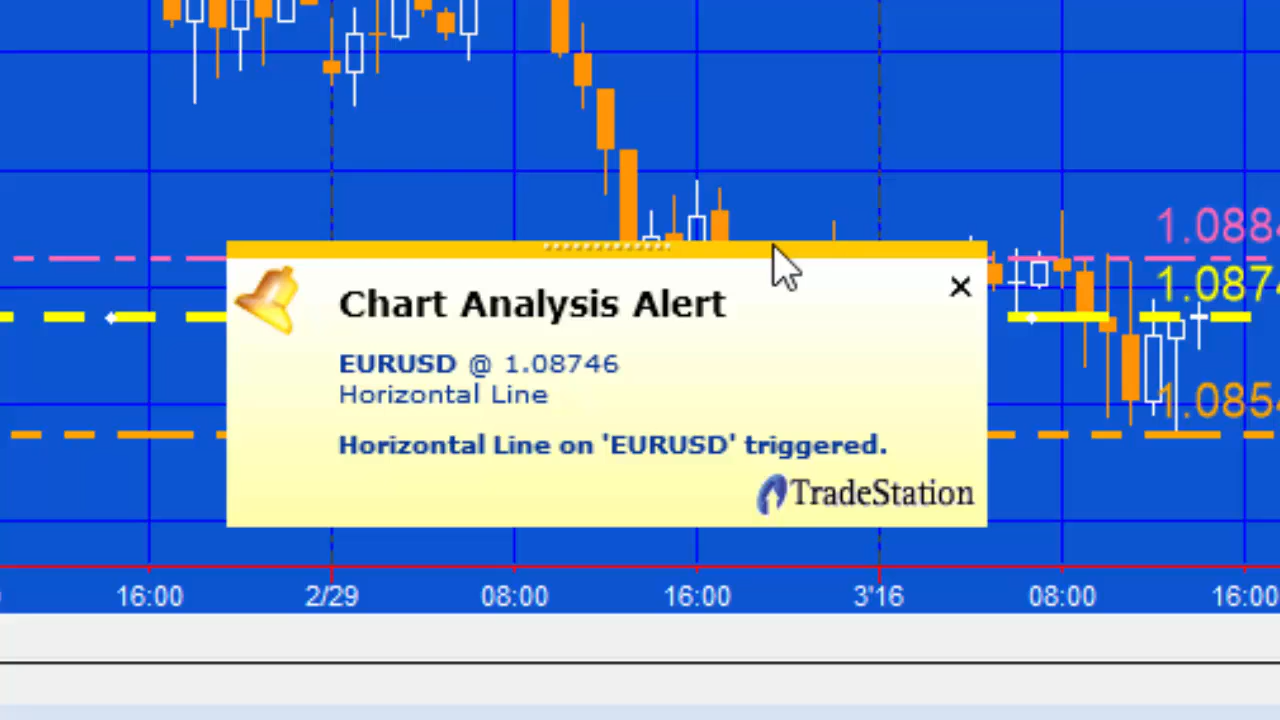 1.088
Chart Analysis Alert
1.087
EURUSD @ 1.08746
Horizontal Line
1.085
Horizontal Line on 'EURUSD' triggered.
TradeStation
16:00 2/29 08:00 16:00 3'16 08:00 16:00